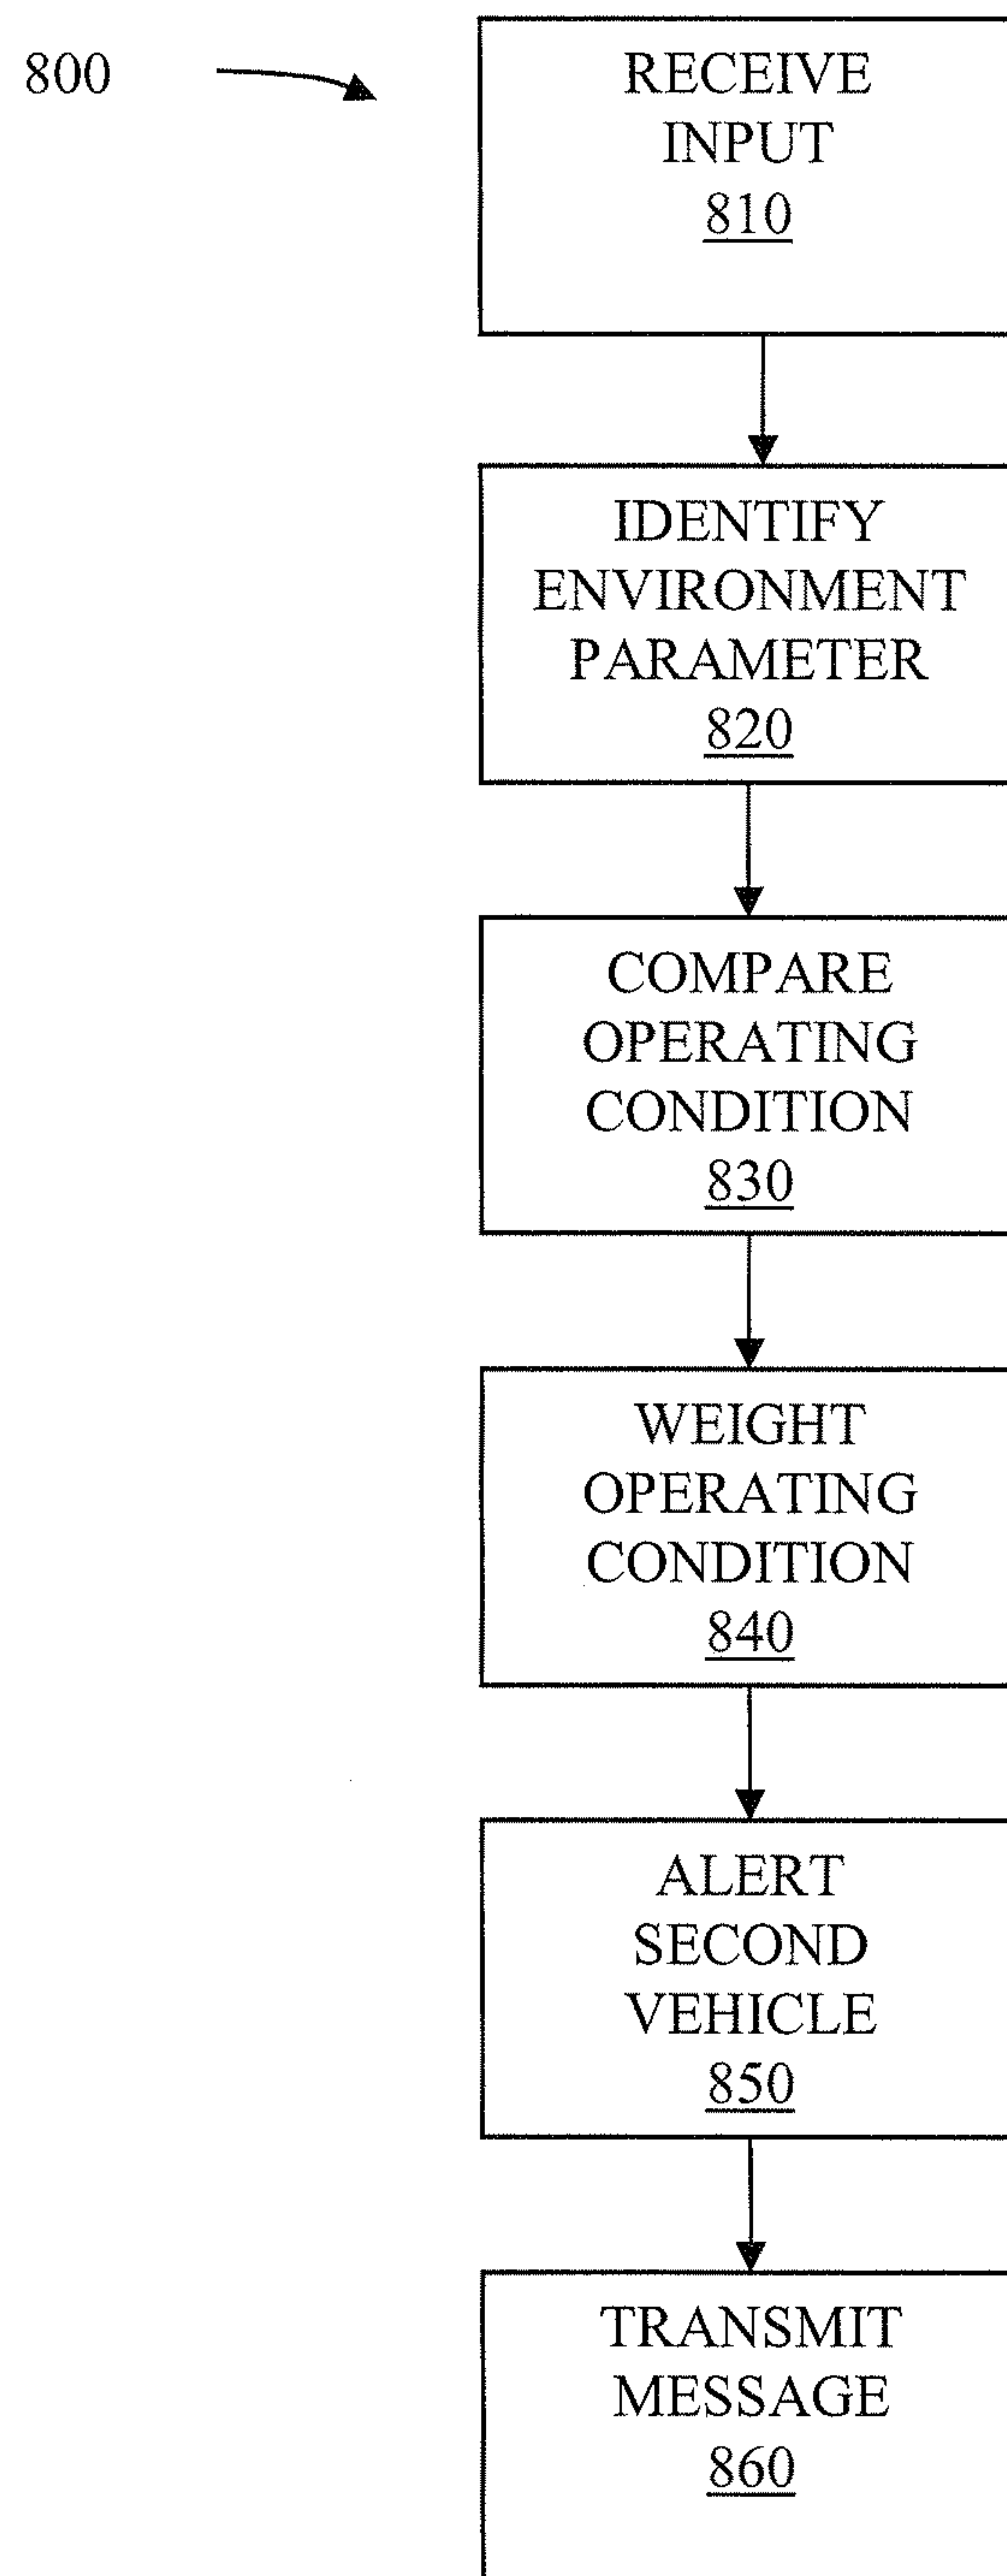 800
RECEIVE
INPUT
810
IDENTIFY
ENVIRONMENT
PARAMETER
820
COMPARE
OPERATING
CONDITION
830
WEIGHT
OPERATING
CONDITION
840
ALERT
SECOND
VEHICLE
850
TRANSMIT
MESSAGE
860